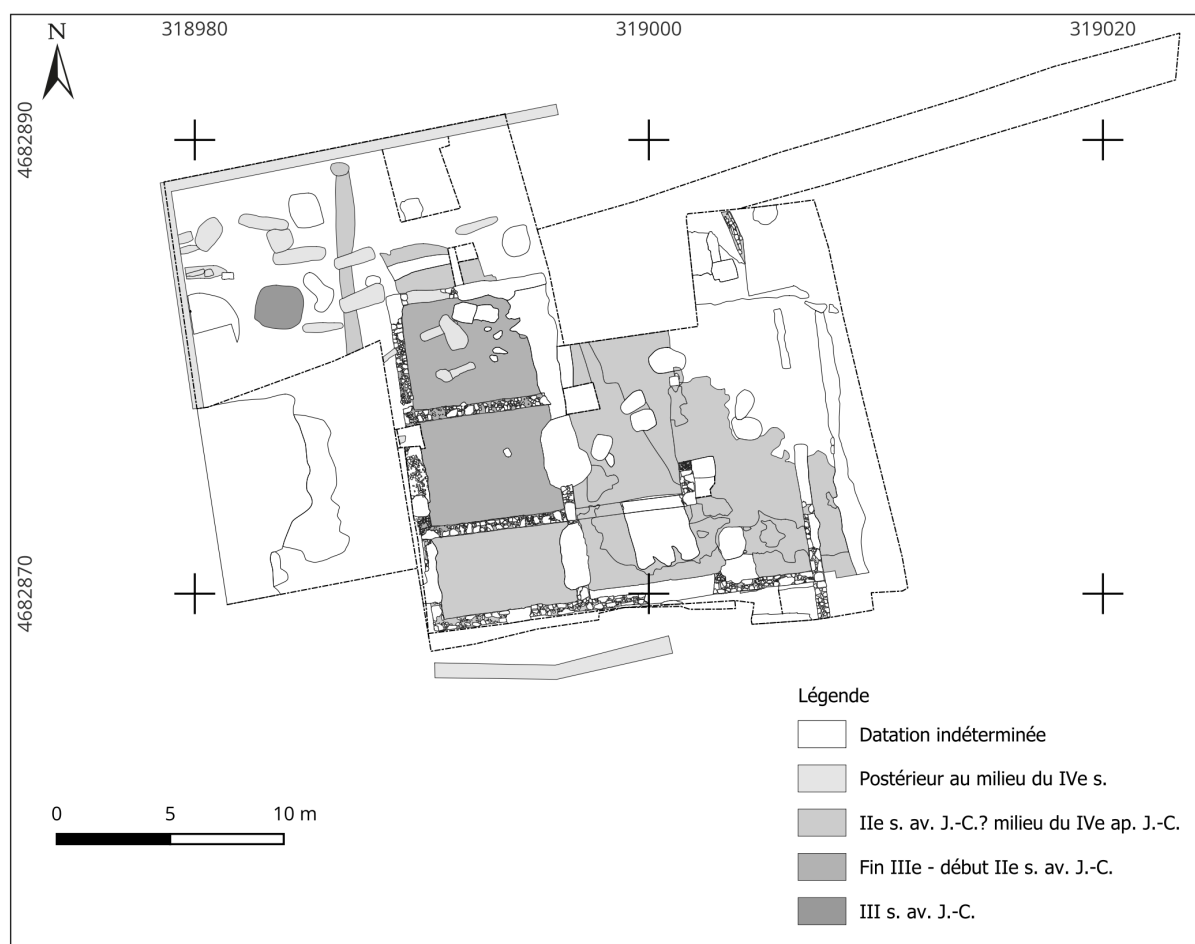 N
318980
319000
319020
4682890
4682870
Légende
Datation indéterminée
Postérieur au milieu du IVe s.
IIe s. av. J.-C.? milieu du IVe ap. J.-C.
Fin IIIe - début IIe s. av. J.-C.
III s. av. J.-C.
0 5 10 m